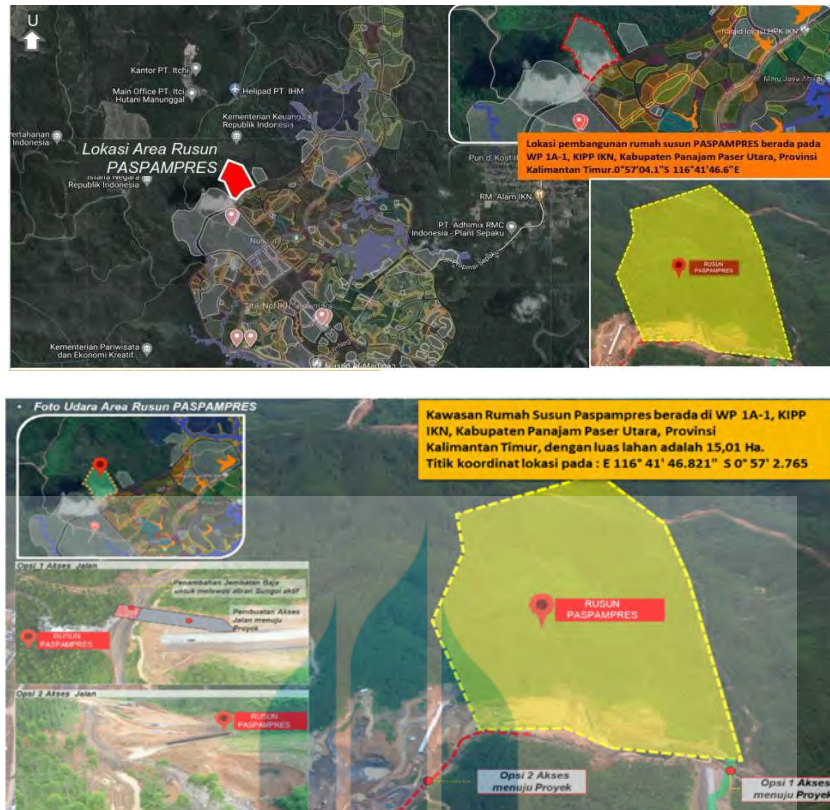 U
Kantor PT. Itchi
Main Office PT. Itci
Hutani Manunggal
Helipad PT. IHM
Kementerian Keuangan
Republik Indonesia
Lokasi Area Rusun
PASPAMPRES
Istana Negara
Republik Indonesia
RM. Alam IKN
PT. Adhimix RMC
Indonesia - Plant Sepaku
Kementerian Pariwisata
dan Ekonomi Kreatif...
Lokasi pembangunan rumah susun PASPAMPRES berada pada
WP 1A-1, KIPP IKN, Kabupaten Panajam Paser Utara, Provinsi
Kalimantan Timur.0°57'04.1"S 116°41'46.6"E
RUSUN
PASPAMPRES
• Foto Udara Area Rusun PASPAMPRES
Kawasan Rumah Susun Paspampres berada di WP 1A-1, KIPP
IKN, Kabupaten Panajam Paser Utara, Provinsi
Kalimantan Timur, dengan luas lahan adalah 15,01 Ha.
Titik koordinat lokasi pada : E 116° 41' 46.821" S 0° 57' 2.765
Opsi 1 Akses Jalan
Penambahan Jembatan Baja
untuk melewati aliran Sungai aktif
Pembuatan Akses
Jalan menuju
Proyek
RUSUN
PASPAMPRES
Opsi 2 Akses Jalan
RUSUN
PASPAMPRES
RUSUN
PASPAMPRES
Opsi 2 Akses
menuju Proyek
Opsi 1 Akses
menuju Proyek